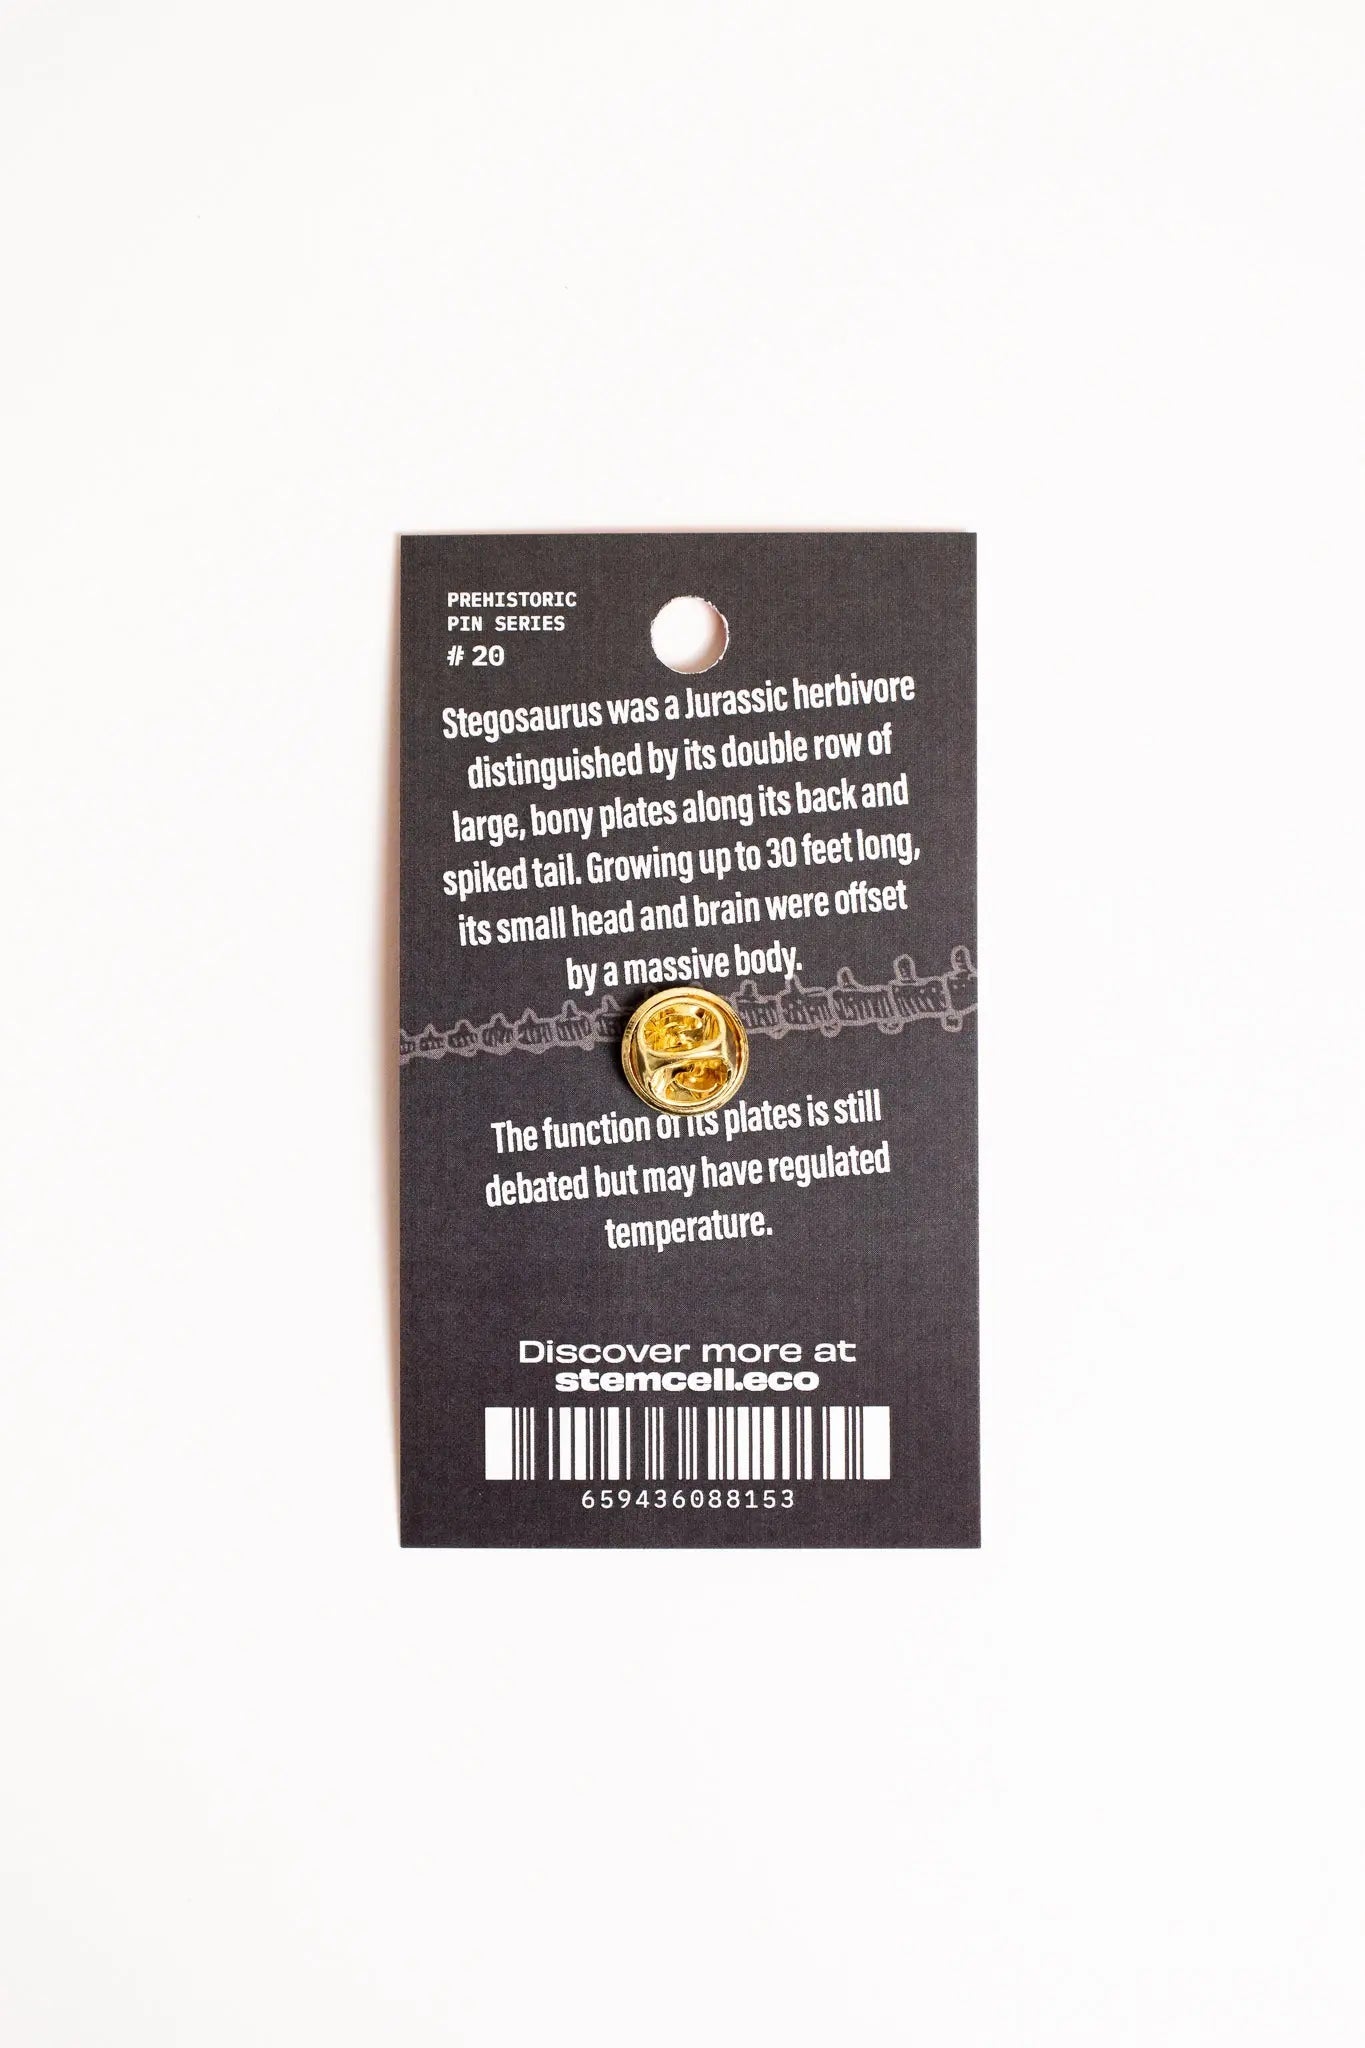 PREHISTORIC
PIN SERIES
# 20
Stegosaurus was a Jurassic herbivore
distinguished by its double row of
large, bony plates along its back and
spiked tail. Growing up to 30 feet long,
its small head and brain were offset
by a massive body.
The function of its plates is still
debated but may have regulated
temperature.
Discover more at
stemcell.eco
659436088153